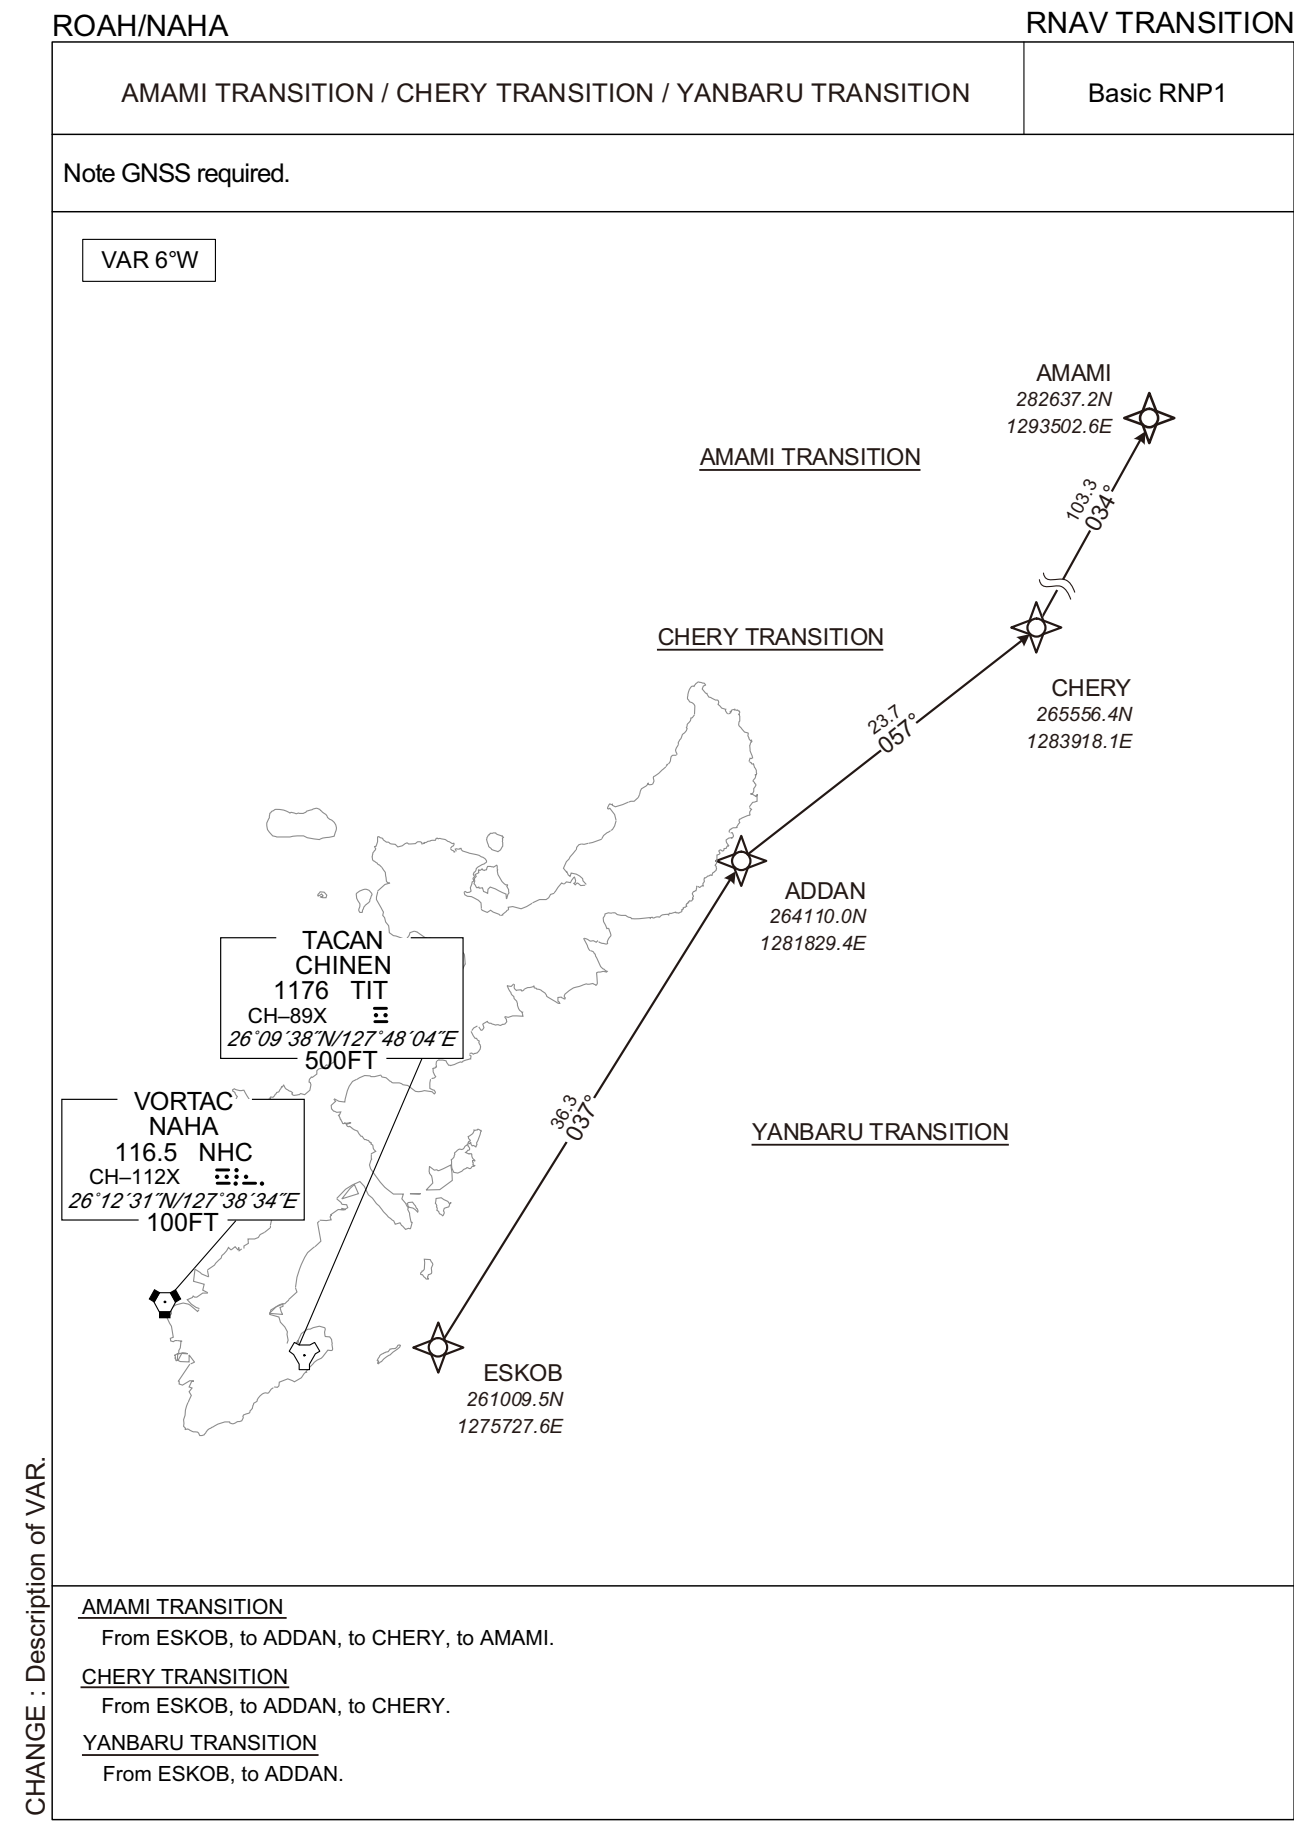 ROAH/NAHA
RNAV TRANSITION
AMAMI TRANSITION / CHERY TRANSITION / YANBARU TRANSITION
Basic RNP1
Note GNSS required.
VAR 6°W
AMAMI
282637.2N
1293502.6E
AMAMI TRANSITION
103.3
034°
CHERY TRANSITION
CHERY
265556.4N
1283918.1E
23.7
057°
ADDAN
264110.0N
1281829.4E
TACAN
CHINEN
1176 TIT
CH–89X
26°09´38˝N/127°48´04˝E
500FT
VORTAC
NAHA
116.5 NHC
CH–112X
26°12´31˝N/127°38´34˝E
100FT
36.3
037°
YANBARU TRANSITION
ESKOB
261009.5N
1275727.6E
CHANGE : Description of VAR.
AMAMI TRANSITION
From ESKOB, to ADDAN, to CHERY, to AMAMI.
CHERY TRANSITION
From ESKOB, to ADDAN, to CHERY.
YANBARU TRANSITION
From ESKOB, to ADDAN.